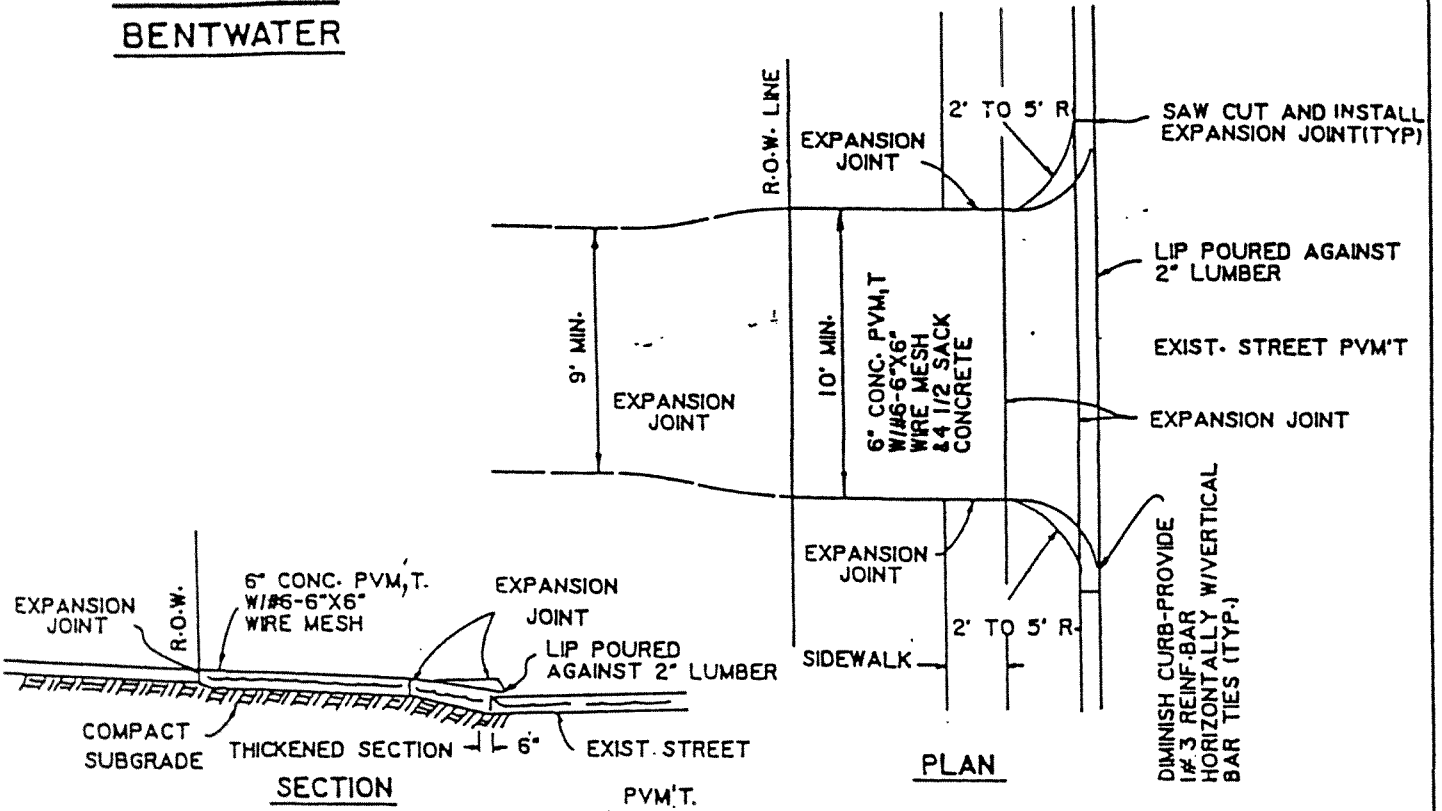 BENTWATER
R.O.W. LINE
EXPANSION
JOINT
2' TO 5' R
SAW CUT AND INSTALL
EXPANSION JOINT(TYP)
LIP POURED AGAINST
2" LUMBER
9' MIN.
EXPANSION
JOINT
10' MIN.
6" CONC. PVM,T
W/#6-6"X6"
WIRE MESH
&4 1/2 SACK
CONCRETE
EXIST. STREET PVM'T
EXPANSION JOINT
EXPANSION
JOINT
2' TO 5' R
SIDEWALK
DIMINISH CURB-PROVIDE
1#3 REINF.BAR
HORIZONTALLY W/VERTICAL
BAR TIES (TYP.)
PLAN
EXPANSION
JOINT
R.O.W.
6" CONC. PVM,T.
W/#6-6"X6"
WIRE MESH
EXPANSION
JOINT
LIP POURED
AGAINST 2" LUMBER
COMPACT
SUBGRADE
THICKENED SECTION
6"
EXIST. STREET
PVM'T.
SECTION